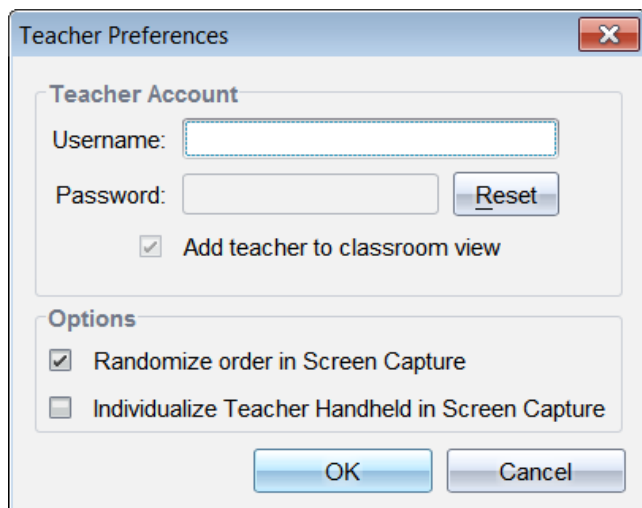 Teacher Preferences
Teacher Account
Username:
Password:
Reset
Add teacher to classroom view
Options
Randomize order in Screen Capture
Individualize Teacher Handheld in Screen Capture
OK
Cancel